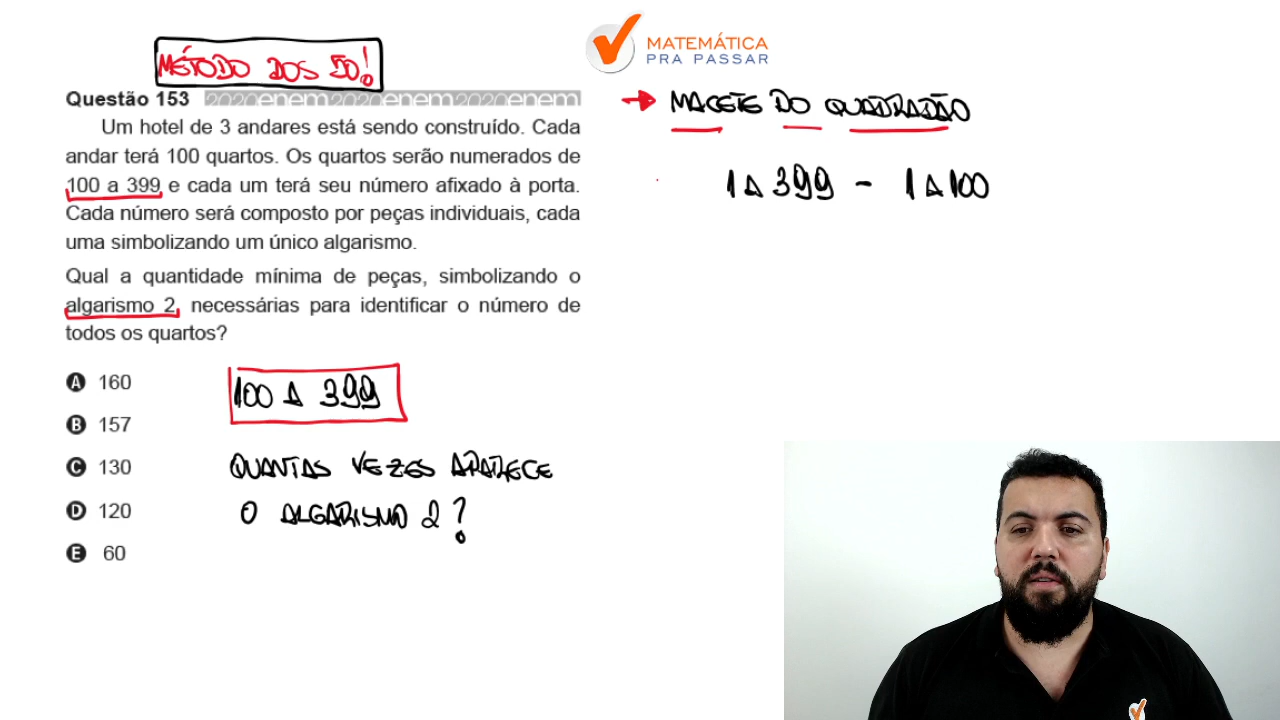 MÉTODO DOS 50!
MATEMÁTICA
PRA PASSAR
Questão 153 2020enem2020enem2020enem
Um hotel de 3 andares está sendo construído. Cada
andar terá 100 quartos. Os quartos serão numerados de
100 a 399 e cada um terá seu número afixado à porta.
Cada número será composto por peças individuais, cada
uma simbolizando um único algarismo.
Qual a quantidade mínima de peças, simbolizando o
algarismo 2, necessárias para identificar o número de
todos os quartos?
A 160
B 157
C 130
D 120
E 60
100 A 399
QUANTAS VEZES APARECE
O ALGARISMO 2?
→ MACETE DO QUADRADÃO
1 A 399 - 1 A 100